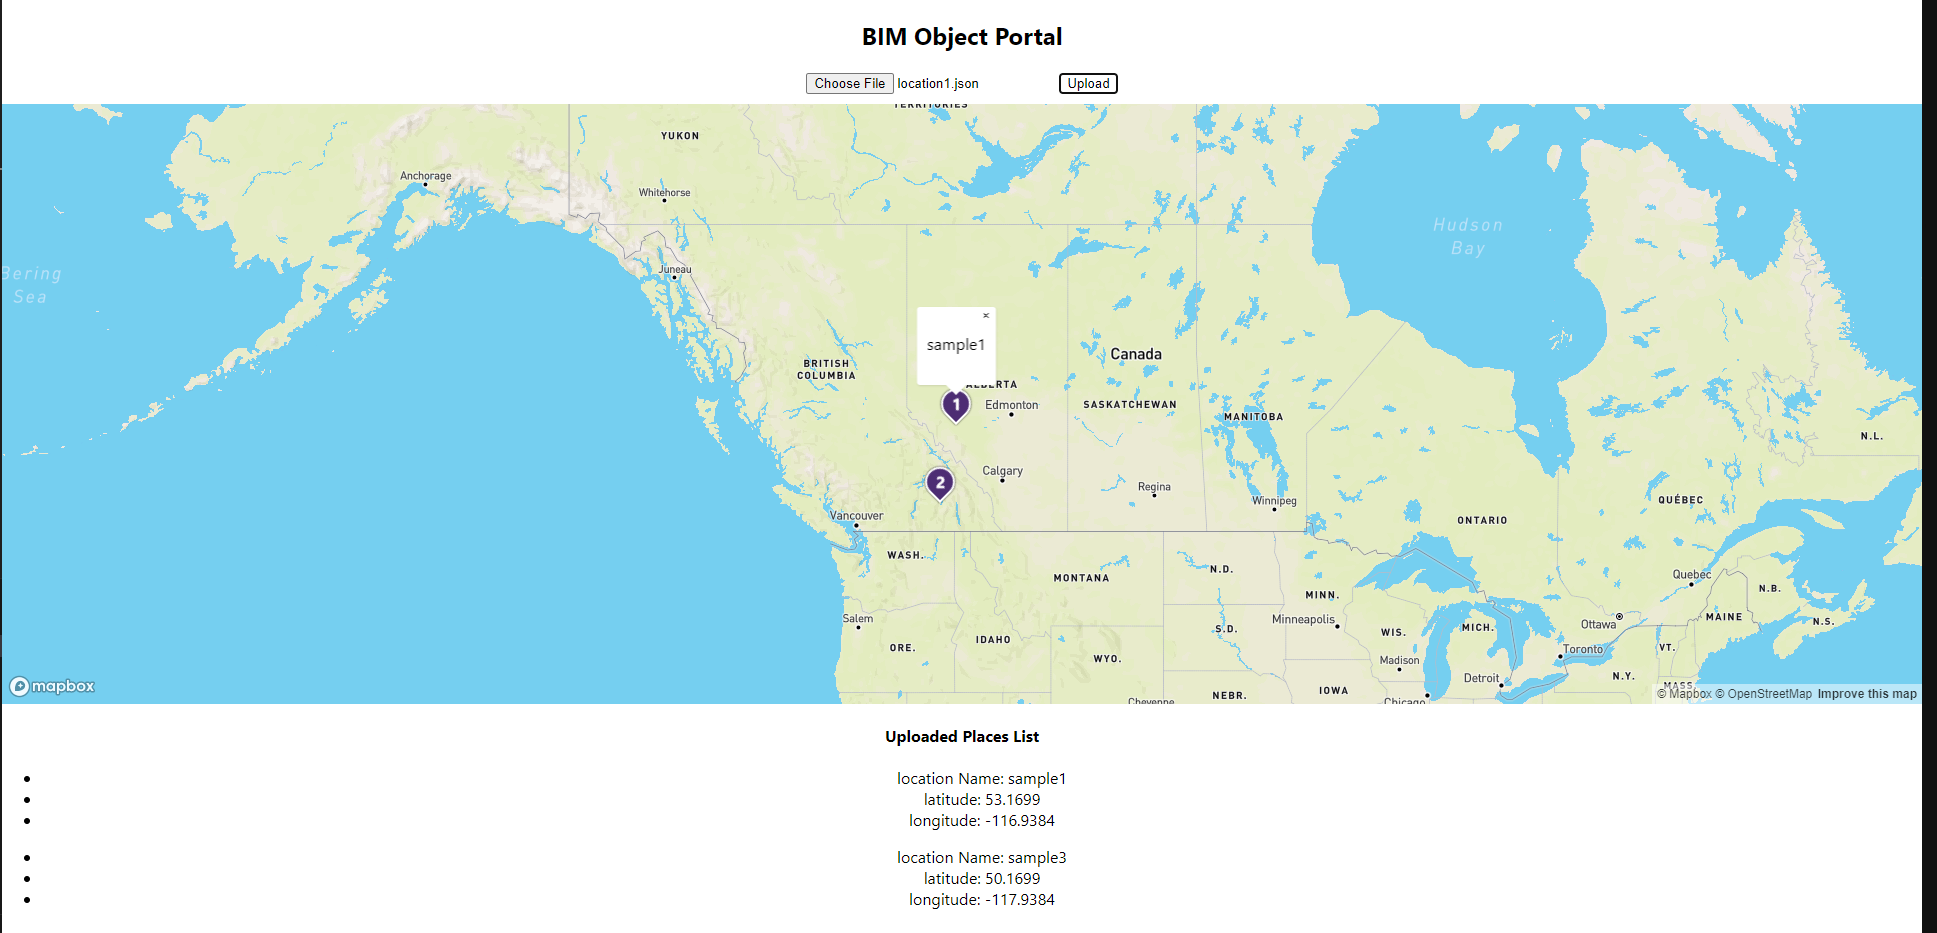 BIM Object Portal
Choose File location1.json Upload
TERRITORIES
YUKON
Anchorage
Whitehorse
Hudson
Bay
Bering
Sea
Juneau
×
sample1
Canada
BRITISH
COLUMBIA
ALBERTA
1
Edmonton
SASKATCHEWAN
MANITOBA
N.L.
Calgary
2
Regina
Winnipeg
QUÉBEC
Vancouver
ONTARIO
WASH.
MONTANA
N.D.
Quebec
N.B.
MINN.
Salem
Minneapolis
Ottawa
MAINE
N.S.
S.D.
WIS.
MICH.
IDAHO
ORE.
Toronto
VT.
WYO.
Madison
Detroit
N.Y.
mapbox
NEBR.
IOWA
MASS.
© Mapbox © OpenStreetMap Improve this map
Cheyenne
Chicago
Uploaded Places List
location Name: sample1
latitude: 53.1699
longitude: -116.9384
location Name: sample3
latitude: 50.1699
longitude: -117.9384